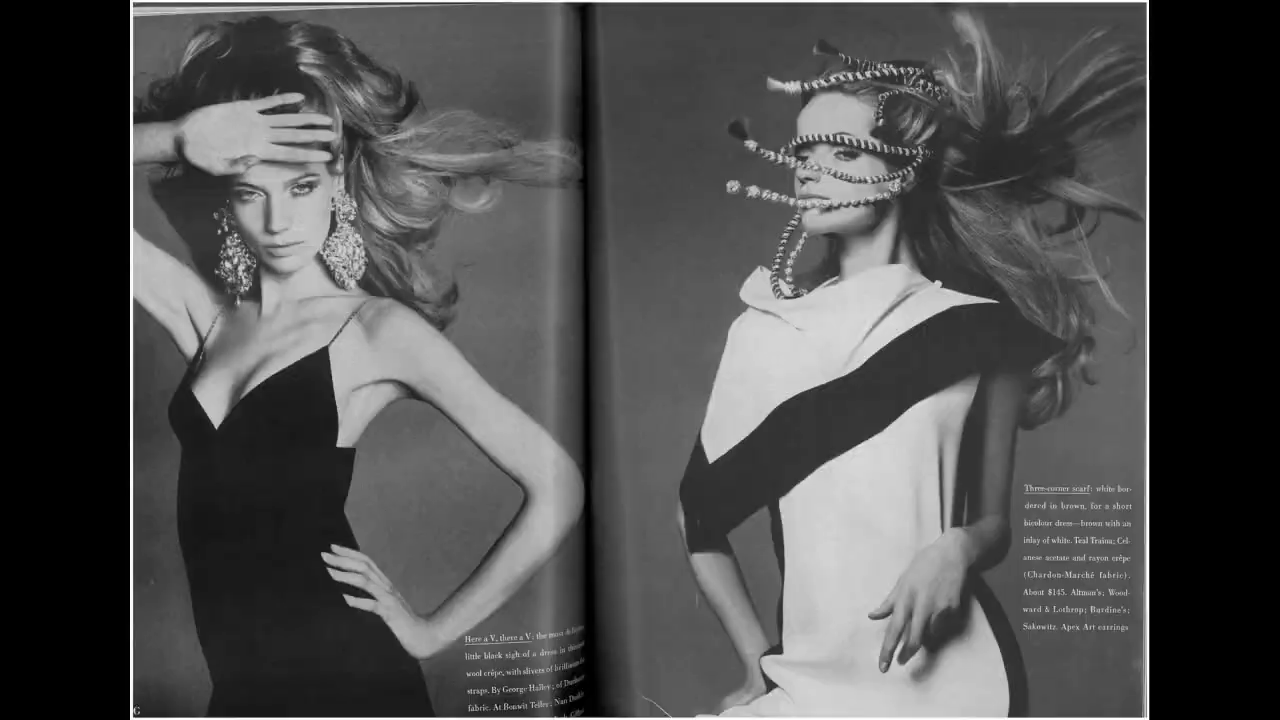 Here a V, there a V: the most
little black sigh of a dress in
wool crêpe, with slivers of brilliants
straps. By George Halley; of
fabric. At Bonwit Teller; Nan
G
Three-corner scarf: white bor-
dered in brown, for a short
bicolour dress—brown with an
inlay of white. Teal Traina; Cel-
anese acetate and rayon crêpe
(Chardon-Marché fabric).
About $145. Altman's; Wood-
ward & Lothrop; Burdine's;
Sakowitz. Apex Art earrings